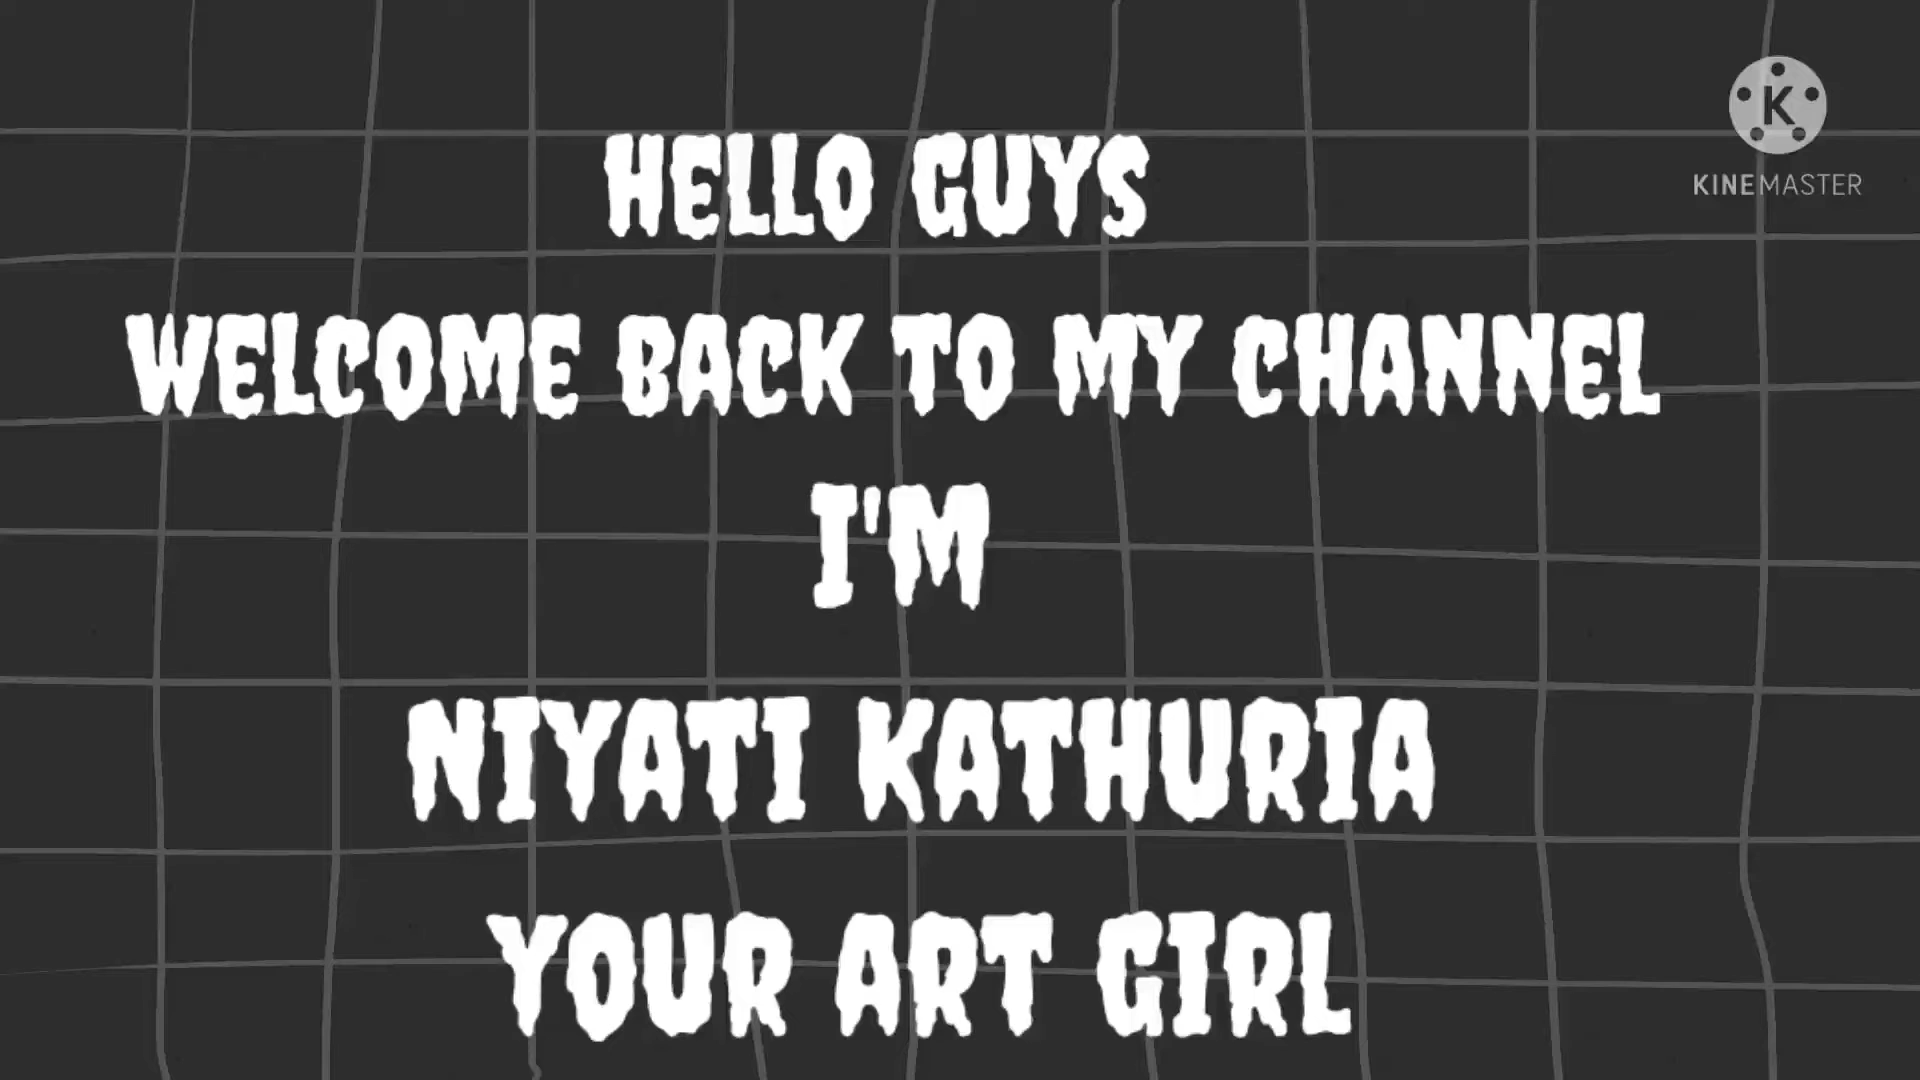 HELLO GUYS
WELCOME BACK TO MY CHANNEL
I'M
NIYATI KATHURIA
YOUR ART GIRL
K
KINEMASTER